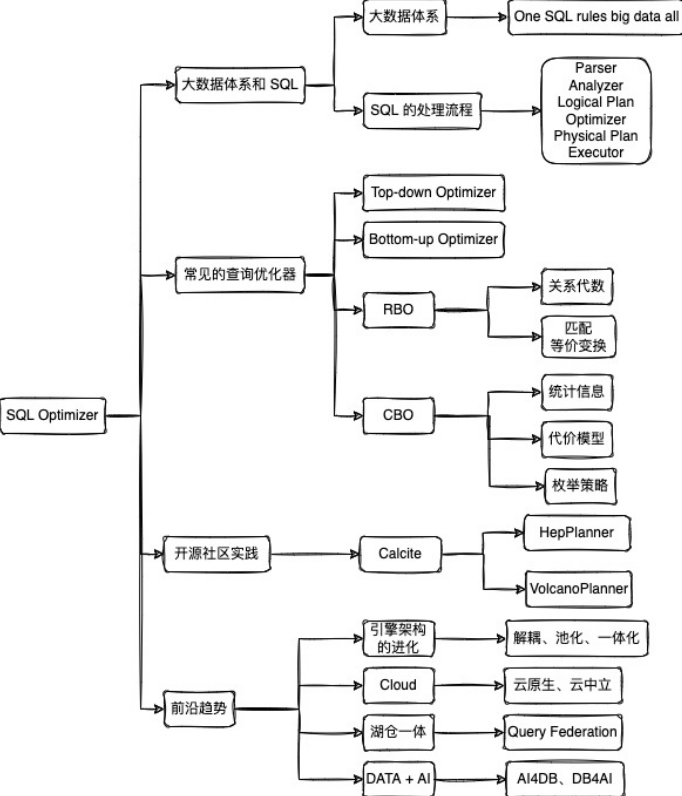 SQL Optimizer
大数据体系和 SQL
大数据体系
One SQL rules big data all
SQL 的处理流程
Parser
Analyzer
Logical Plan
Optimizer
Physical Plan
Executor
常见的查询优化器
Top-down Optimizer
Bottom-up Optimizer
RBO
关系代数
匹配
等价变换
CBO
统计信息
代价模型
枚举策略
开源社区实践
Calcite
HepPlanner
VolcanoPlanner
前沿趋势
引擎架构
的进化
解耦、池化、一体化
Cloud
云原生、云中立
湖仓一体
Query Federation
DATA + AI
AI4DB、DB4AI